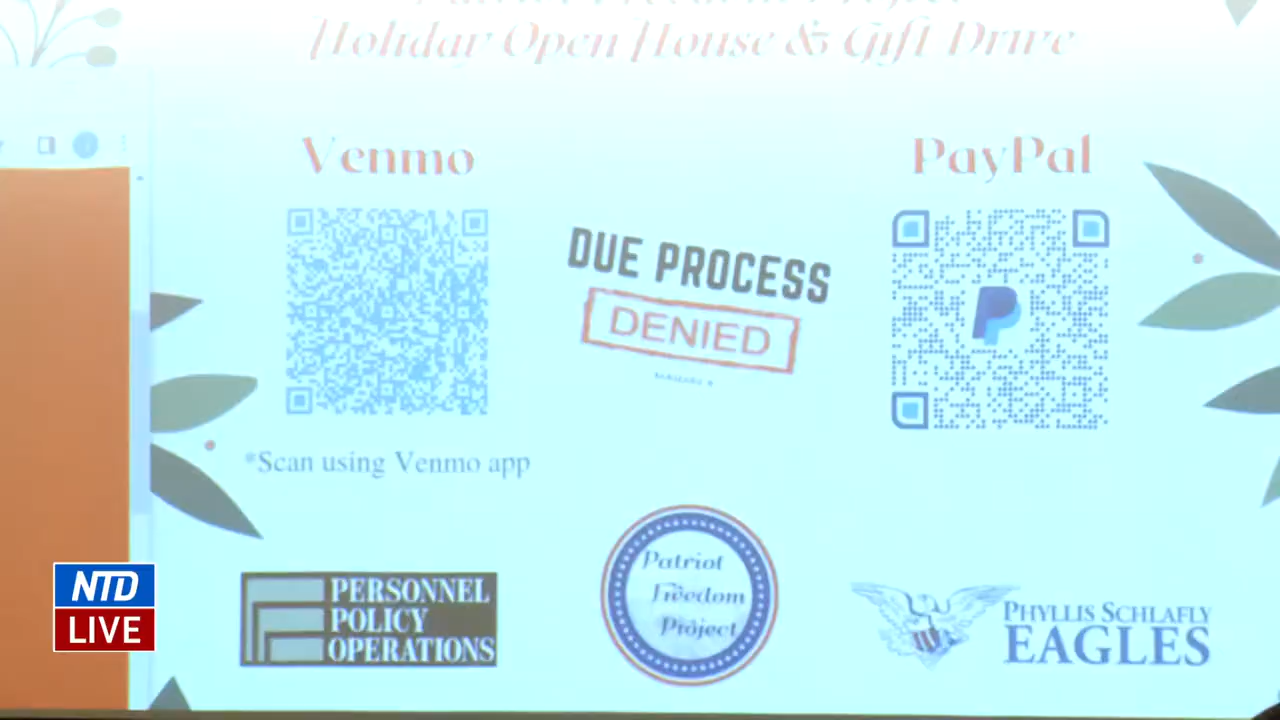 Holiday Open House & Gift Drive
Venmo
PayPal
DUE PROCESS
DENIED
*Scan using Venmo app
PERSONNEL
POLICY
OPERATIONS
Patriot
Freedom
Project
PHYLLIS SCHLAFLY
EAGLES
NTD
LIVE